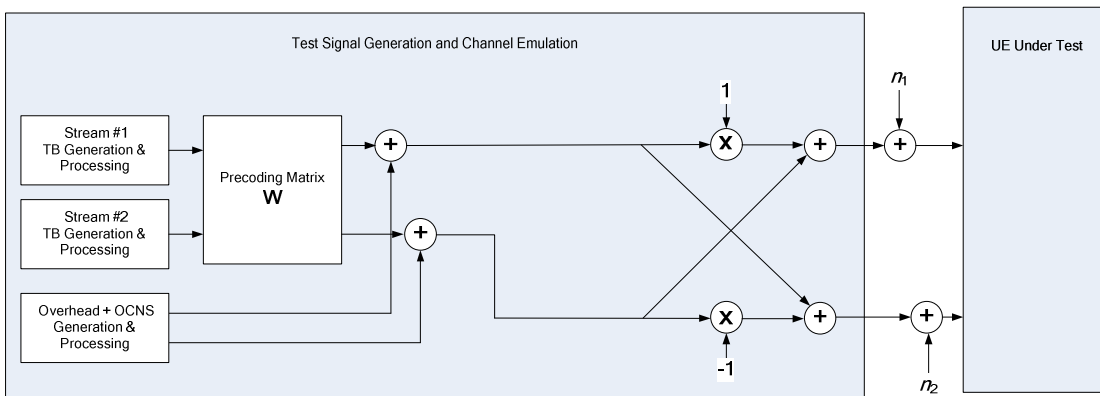 Test Signal Generation and Channel Emulation
UE Under Test
Stream #1
TB Generation &
Processing
Precoding Matrix
W
Stream #2
TB Generation &
Processing
Overhead + OCNS
Generation &
Processing
+
+
1
x
+
+
n1
x
-1
+
+
n2